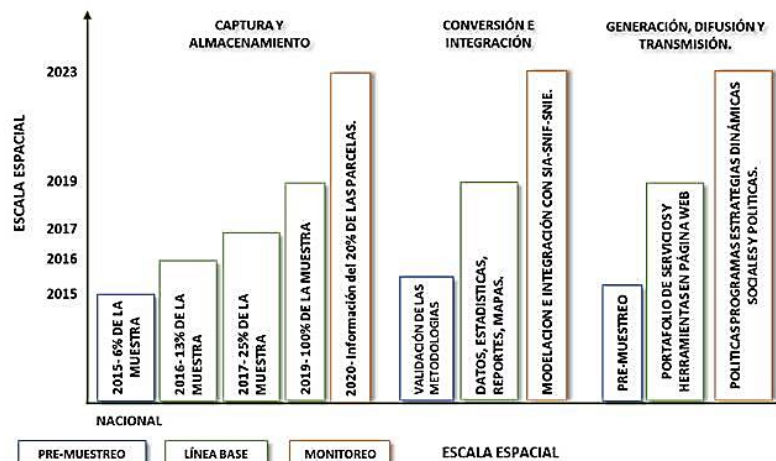 CAPTURA Y
ALMACENAMIENTO
CONVERSIÓN E
INTEGRACIÓN
GENERACIÓN, DIFUSIÓN Y
TRANSMISIÓN.
ESCALA ESPACIAL
2023
2019
2017
2016
2015
2015- 6% DE LA
MUESTRA
2016-13% DE LA
MUESTRA
2017-25% DE LA
MUESTRA
2019- 100% DE LA MUESTRA
2020- Información del 20% DE LAS PARCELAS.
VALIDACIÓN DE LAS
METODOLOGIAS
DATOS, ESTADISTICAS,
REPORTES, MAPAS.
MODELACION E INTEGRACIÓN CON SIA-SNIF-SNIE.
PRE-MUESTREO
PORTAFOLIO DE SERVICIOS Y
HERRAMIENTAS EN PÁGINA WEB
POLITICAS PROGRAMAS ESTRATEGIAS DINÁMICAS
SOCIALES Y POLITICAS.
NACIONAL
PRE-MUESTREO
LÍNEA BASE
MONITOREO
ESCALA ESPACIAL